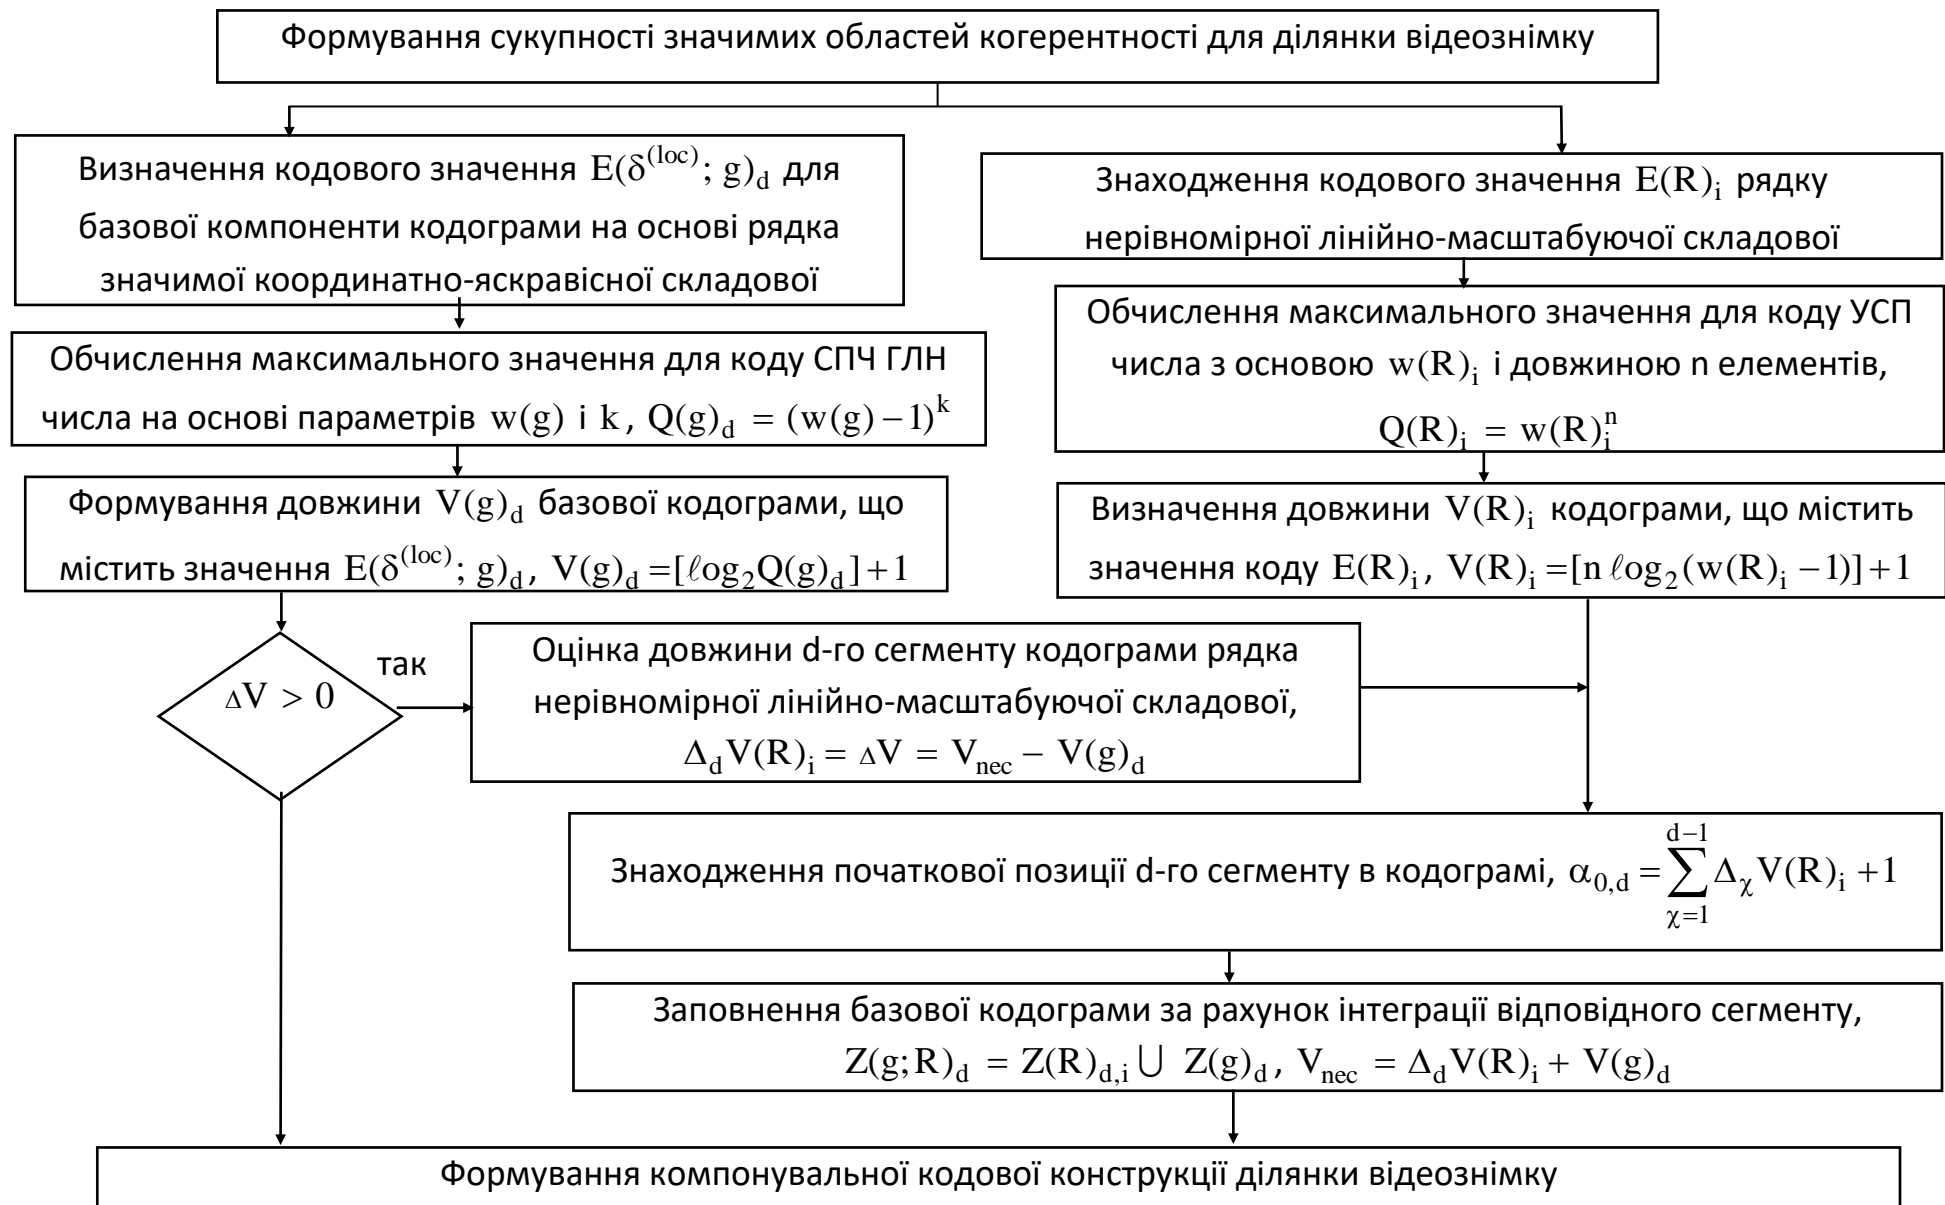 Формування сукупності значимих областей когерентності для ділянки відеознімку
Визначення кодового значення E(δ^(loc); g)_d для
базової компоненти кодограми на основі рядка
значимої координатно-яскравісної складової
Знаходження кодового значення E(R)_i рядку
нерівномірної лінійно-масштабуючої складової
Обчислення максимального значення для коду СПЧ ГЛН
числа на основі параметрів w(g) і k, Q(g)_d = (w(g) − 1)^k
Обчислення максимального значення для коду УСП
числа з основою w(R)_i і довжиною n елементів,
Q(R)_i = w(R)_i^n
Формування довжини V(g)_d базової кодограми, що
містить значення E(δ^(loc); g)_d, V(g)_d = [ℓog_2 Q(g)_d] + 1
Визначення довжини V(R)_i кодограми, що містить
значення коду E(R)_i, V(R)_i = [n ℓog_2 (w(R)_i − 1)] + 1
ΔV > 0
так
Оцінка довжини d-го сегменту кодограми рядка
нерівномірної лінійно-масштабуючої складової,
Δ_d V(R)_i = ΔV = V_nec − V(g)_d
Знаходження початкової позиції d-го сегменту в кодограмі, α_{0,d} = ∑_{χ=1}^{d−1} Δ_χ V(R)_i + 1
Заповнення базової кодограми за рахунок інтеграції відповідного сегменту,
Z(g; R)_d = Z(R)_{d,i} ⋃ Z(g)_d, V_nec = Δ_d V(R)_i + V(g)_d
Формування компонувальної кодової конструкції ділянки відеознімку